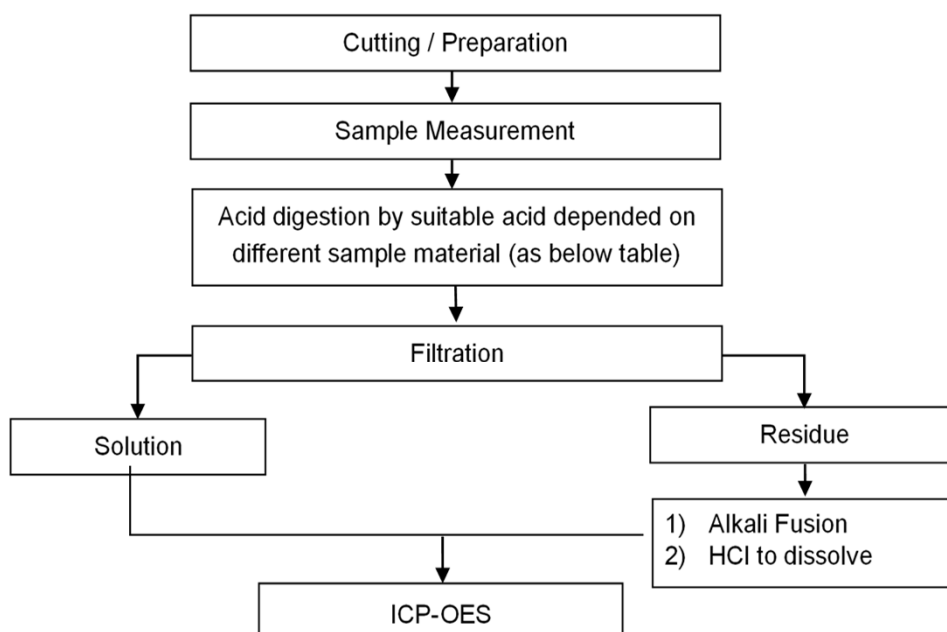 Cutting / Preparation
Sample Measurement
Acid digestion by suitable acid depended on
different sample material (as below table)
Filtration
Solution
Residue
1) Alkali Fusion
2) HCl to dissolve
ICP-OES